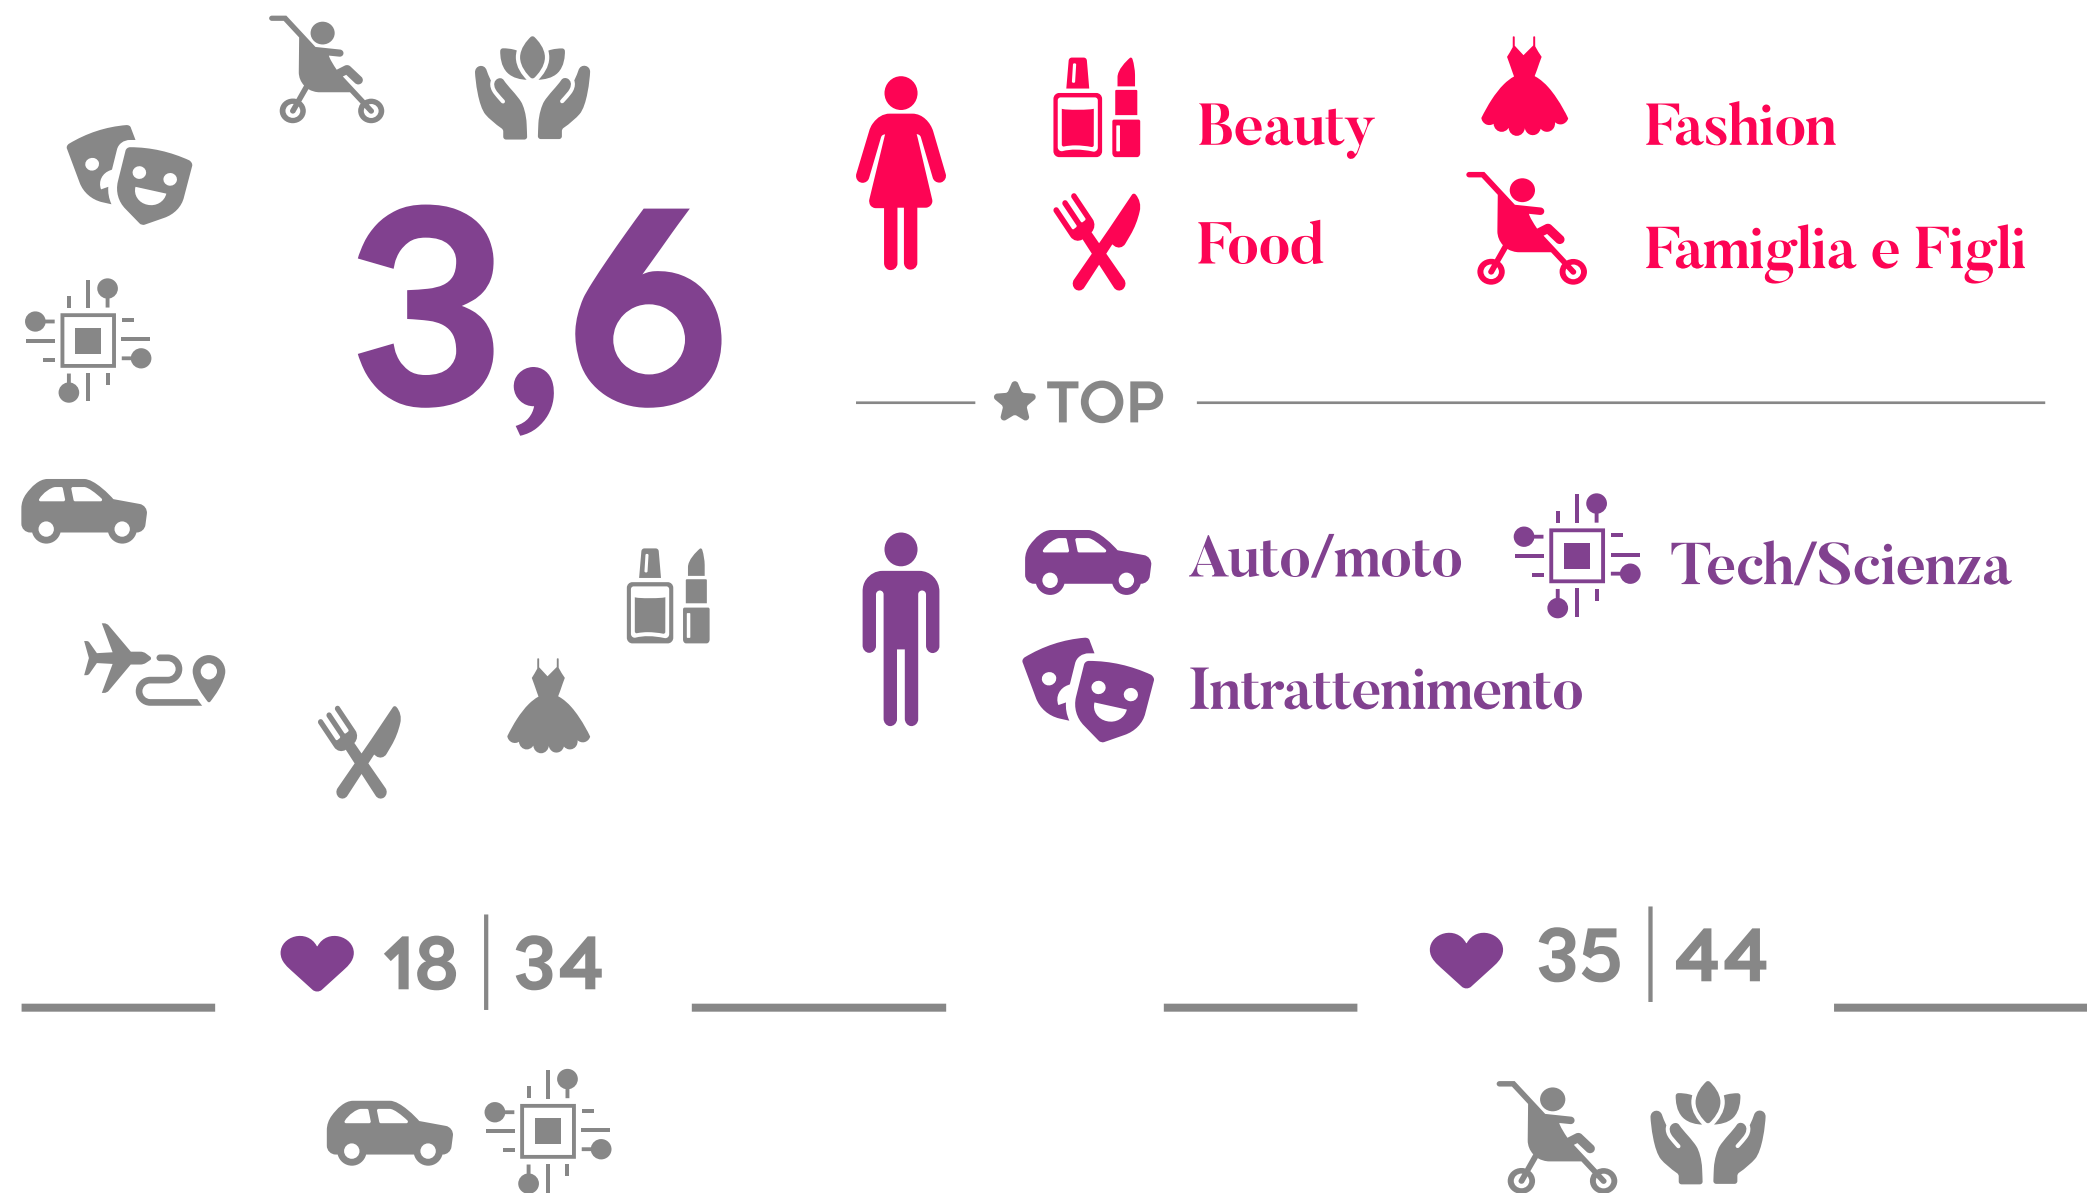 3,6
Beauty
Fashion
Food
Famiglia e Figli
TOP
Auto/moto
Tech/Scienza
Intrattenimento
18 | 34
35 | 44